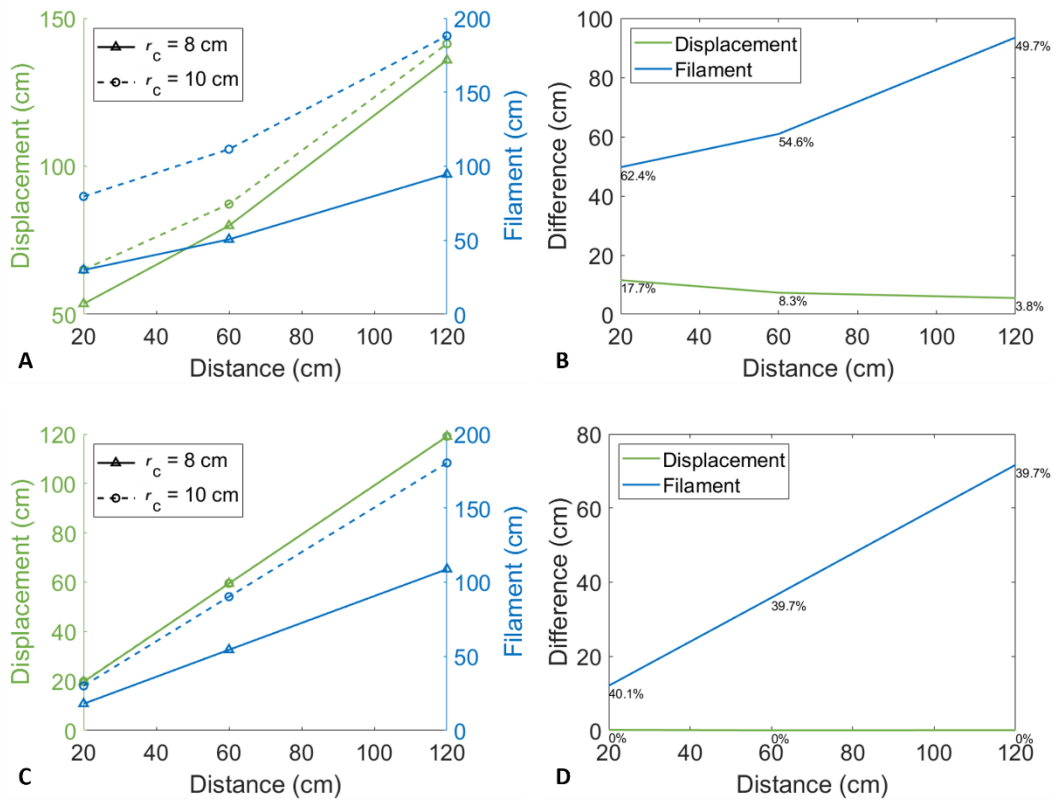 150
100
50
Displacement (cm)
r_c = 8 cm
r_c = 10 cm
200
150
100
50
0
Filament (cm)
20 40 60 80 100 120
Distance (cm)
A
100
80
60
40
20
0
Difference (cm)
Displacement
Filament
62.4%
54.6%
49.7%
17.7%
8.3%
3.8%
20 40 60 80 100 120
Distance (cm)
B
120
100
80
60
40
20
0
Displacement (cm)
r_c = 8 cm
r_c = 10 cm
200
150
100
50
0
Filament (cm)
20 40 60 80 100 120
Distance (cm)
C
80
60
40
20
0
Difference (cm)
Displacement
Filament
40.1%
39.7%
39.7%
0%
0%
0%
20 40 60 80 100 120
Distance (cm)
D